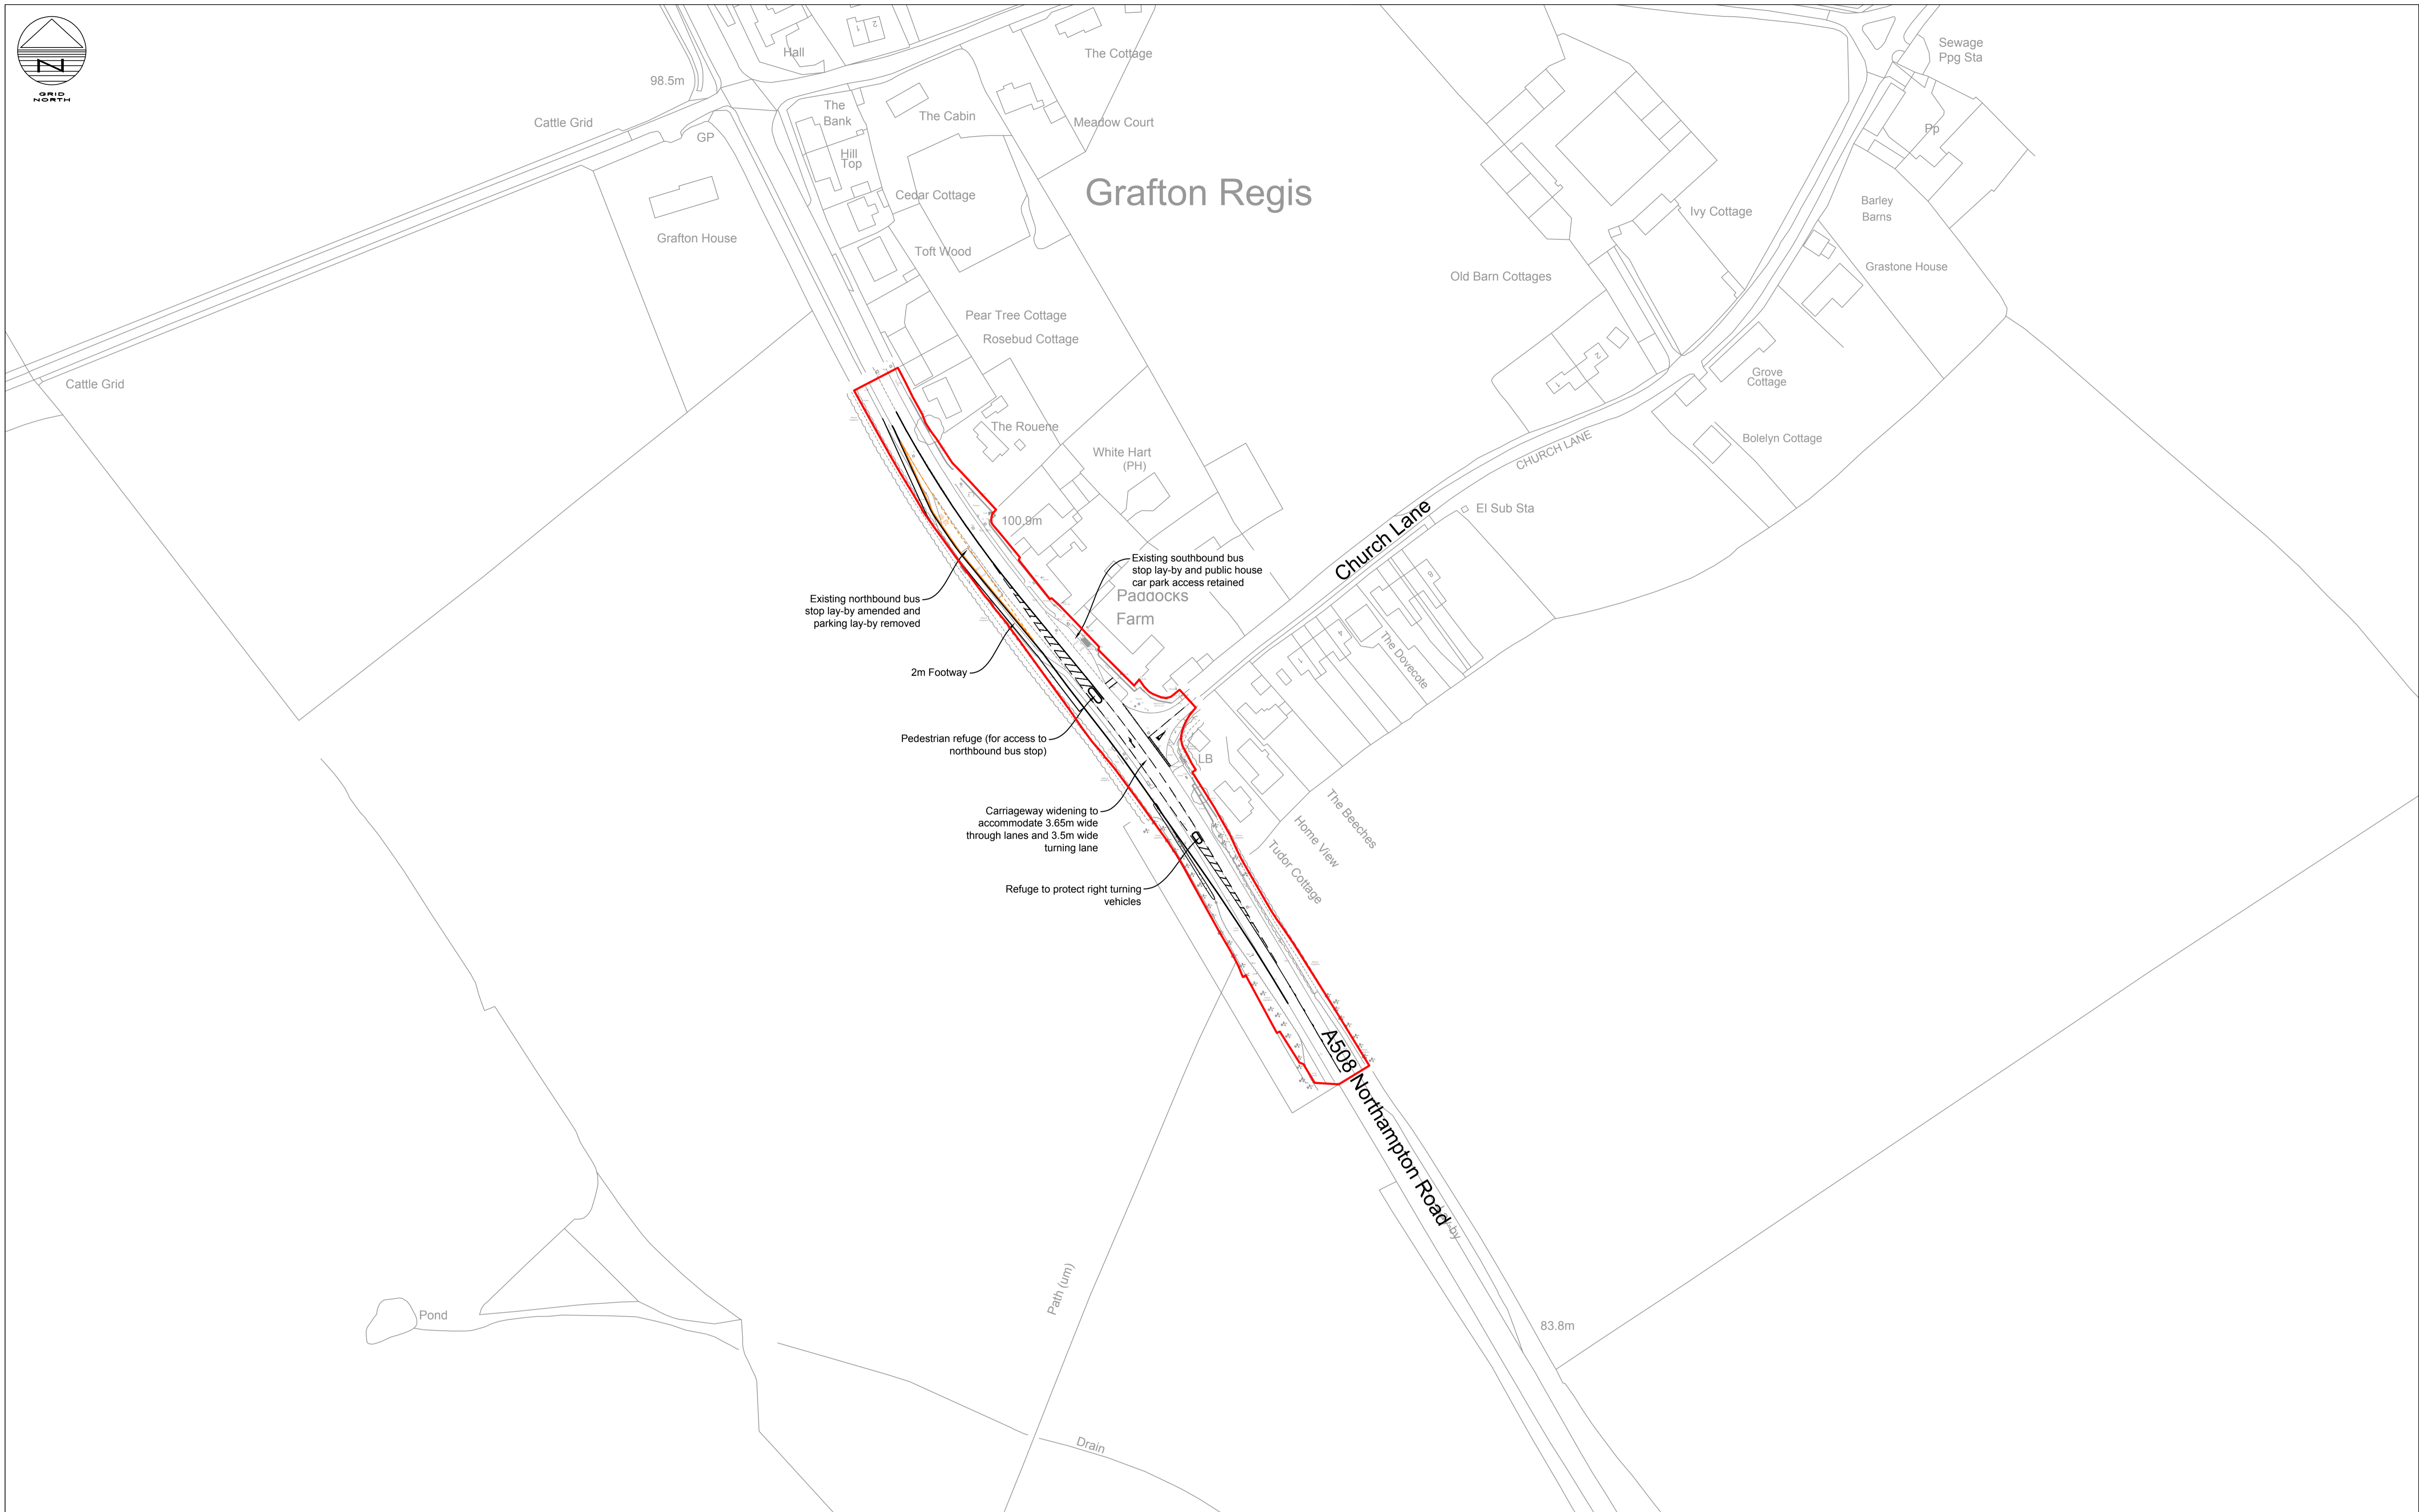 GRID
NORTH
98.5m
Hall
1
2
The Cottage
Sewage
Ppg Sta
Cattle Grid
GP
The
Bank
The Cabin
Meadow Court
Pp
Hill
Top
Cedar Cottage
Grafton Regis
Ivy Cottage
Barley
Barns
Grafton House
Toft Wood
Old Barn Cottages
Grastone House
Pear Tree Cottage
Rosebud Cottage
Cattle Grid
1
2
Grove
Cottage
The Rouene
White Hart
(PH)
CHURCH LANE
Bolelyn Cottage
100.9m
Church Lane
El Sub Sta
Existing southbound bus
stop lay-by and public house
car park access retained
Paddocks
Farm
8
4
1
The Dovecote
Existing northbound bus
stop lay-by amended and
parking lay-by removed
2m Footway
Pedestrian refuge (for access to
northbound bus stop)
LB
Carriageway widening to
accommodate 3.65m wide
through lanes and 3.5m wide
turning lane
The Beeches
Home View
Tudor Cottage
Refuge to protect right turning
vehicles
A508 Northampton Road
Path (um)
Pond
83.8m
Drain